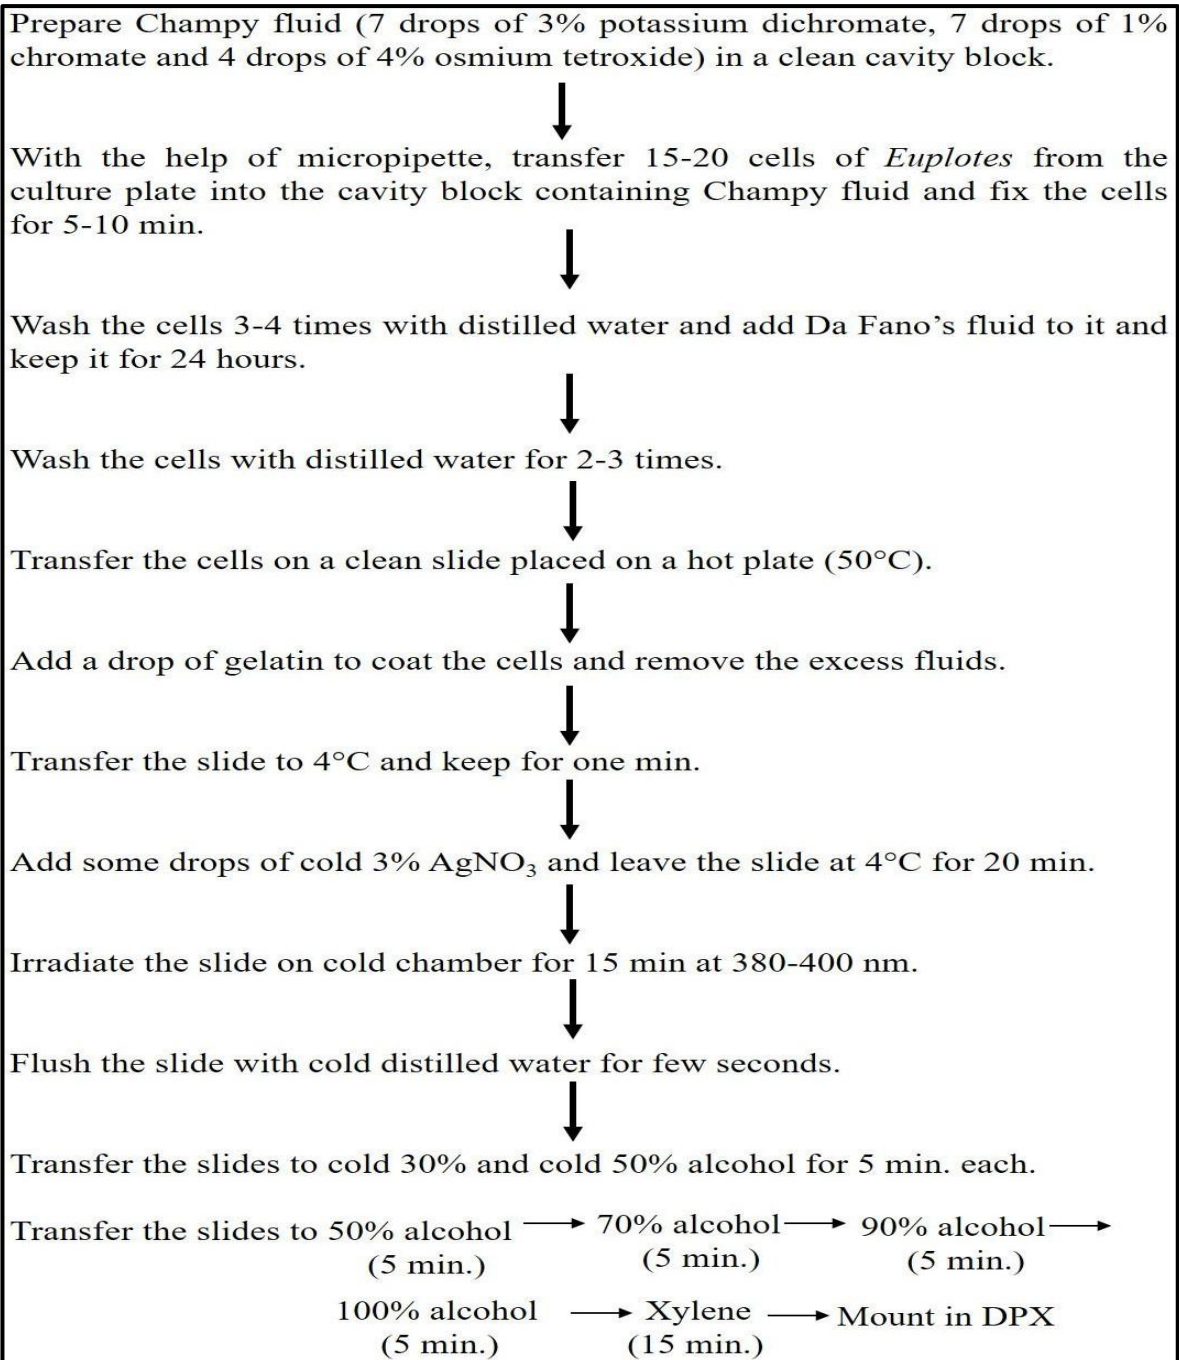 Prepare Champy fluid (7 drops of 3% potassium dichromate, 7 drops of 1%
chromate and 4 drops of 4% osmium tetroxide) in a clean cavity block.
With the help of micropipette, transfer 15-20 cells of Euplotes from the
culture plate into the cavity block containing Champy fluid and fix the cells
for 5-10 min.
Wash the cells 3-4 times with distilled water and add Da Fano’s fluid to it and
keep it for 24 hours.
Wash the cells with distilled water for 2-3 times.
Transfer the cells on a clean slide placed on a hot plate (50°C).
Add a drop of gelatin to coat the cells and remove the excess fluids.
Transfer the slide to 4°C and keep for one min.
Add some drops of cold 3% AgNO₃ and leave the slide at 4°C for 20 min.
Irradiate the slide on cold chamber for 15 min at 380-400 nm.
Flush the slide with cold distilled water for few seconds.
Transfer the slides to cold 30% and cold 50% alcohol for 5 min. each.
Transfer the slides to 50% alcohol → 70% alcohol → 90% alcohol →
(5 min.) (5 min.) (5 min.)
100% alcohol → Xylene → Mount in DPX
(5 min.) (15 min.)